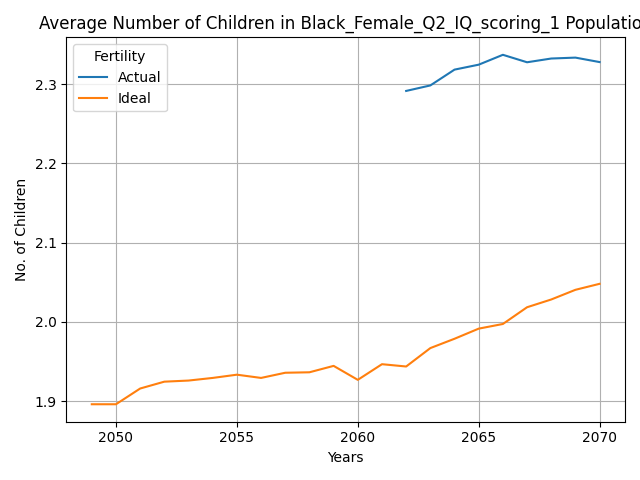 Average Number of Children in Black_Female_Q2_IQ_scoring_1 Populatio
Fertility
Actual
Ideal
No. of Children
2.3
2.2
2.1
2.0
1.9
2050 2055 2060 2065 2070
Years